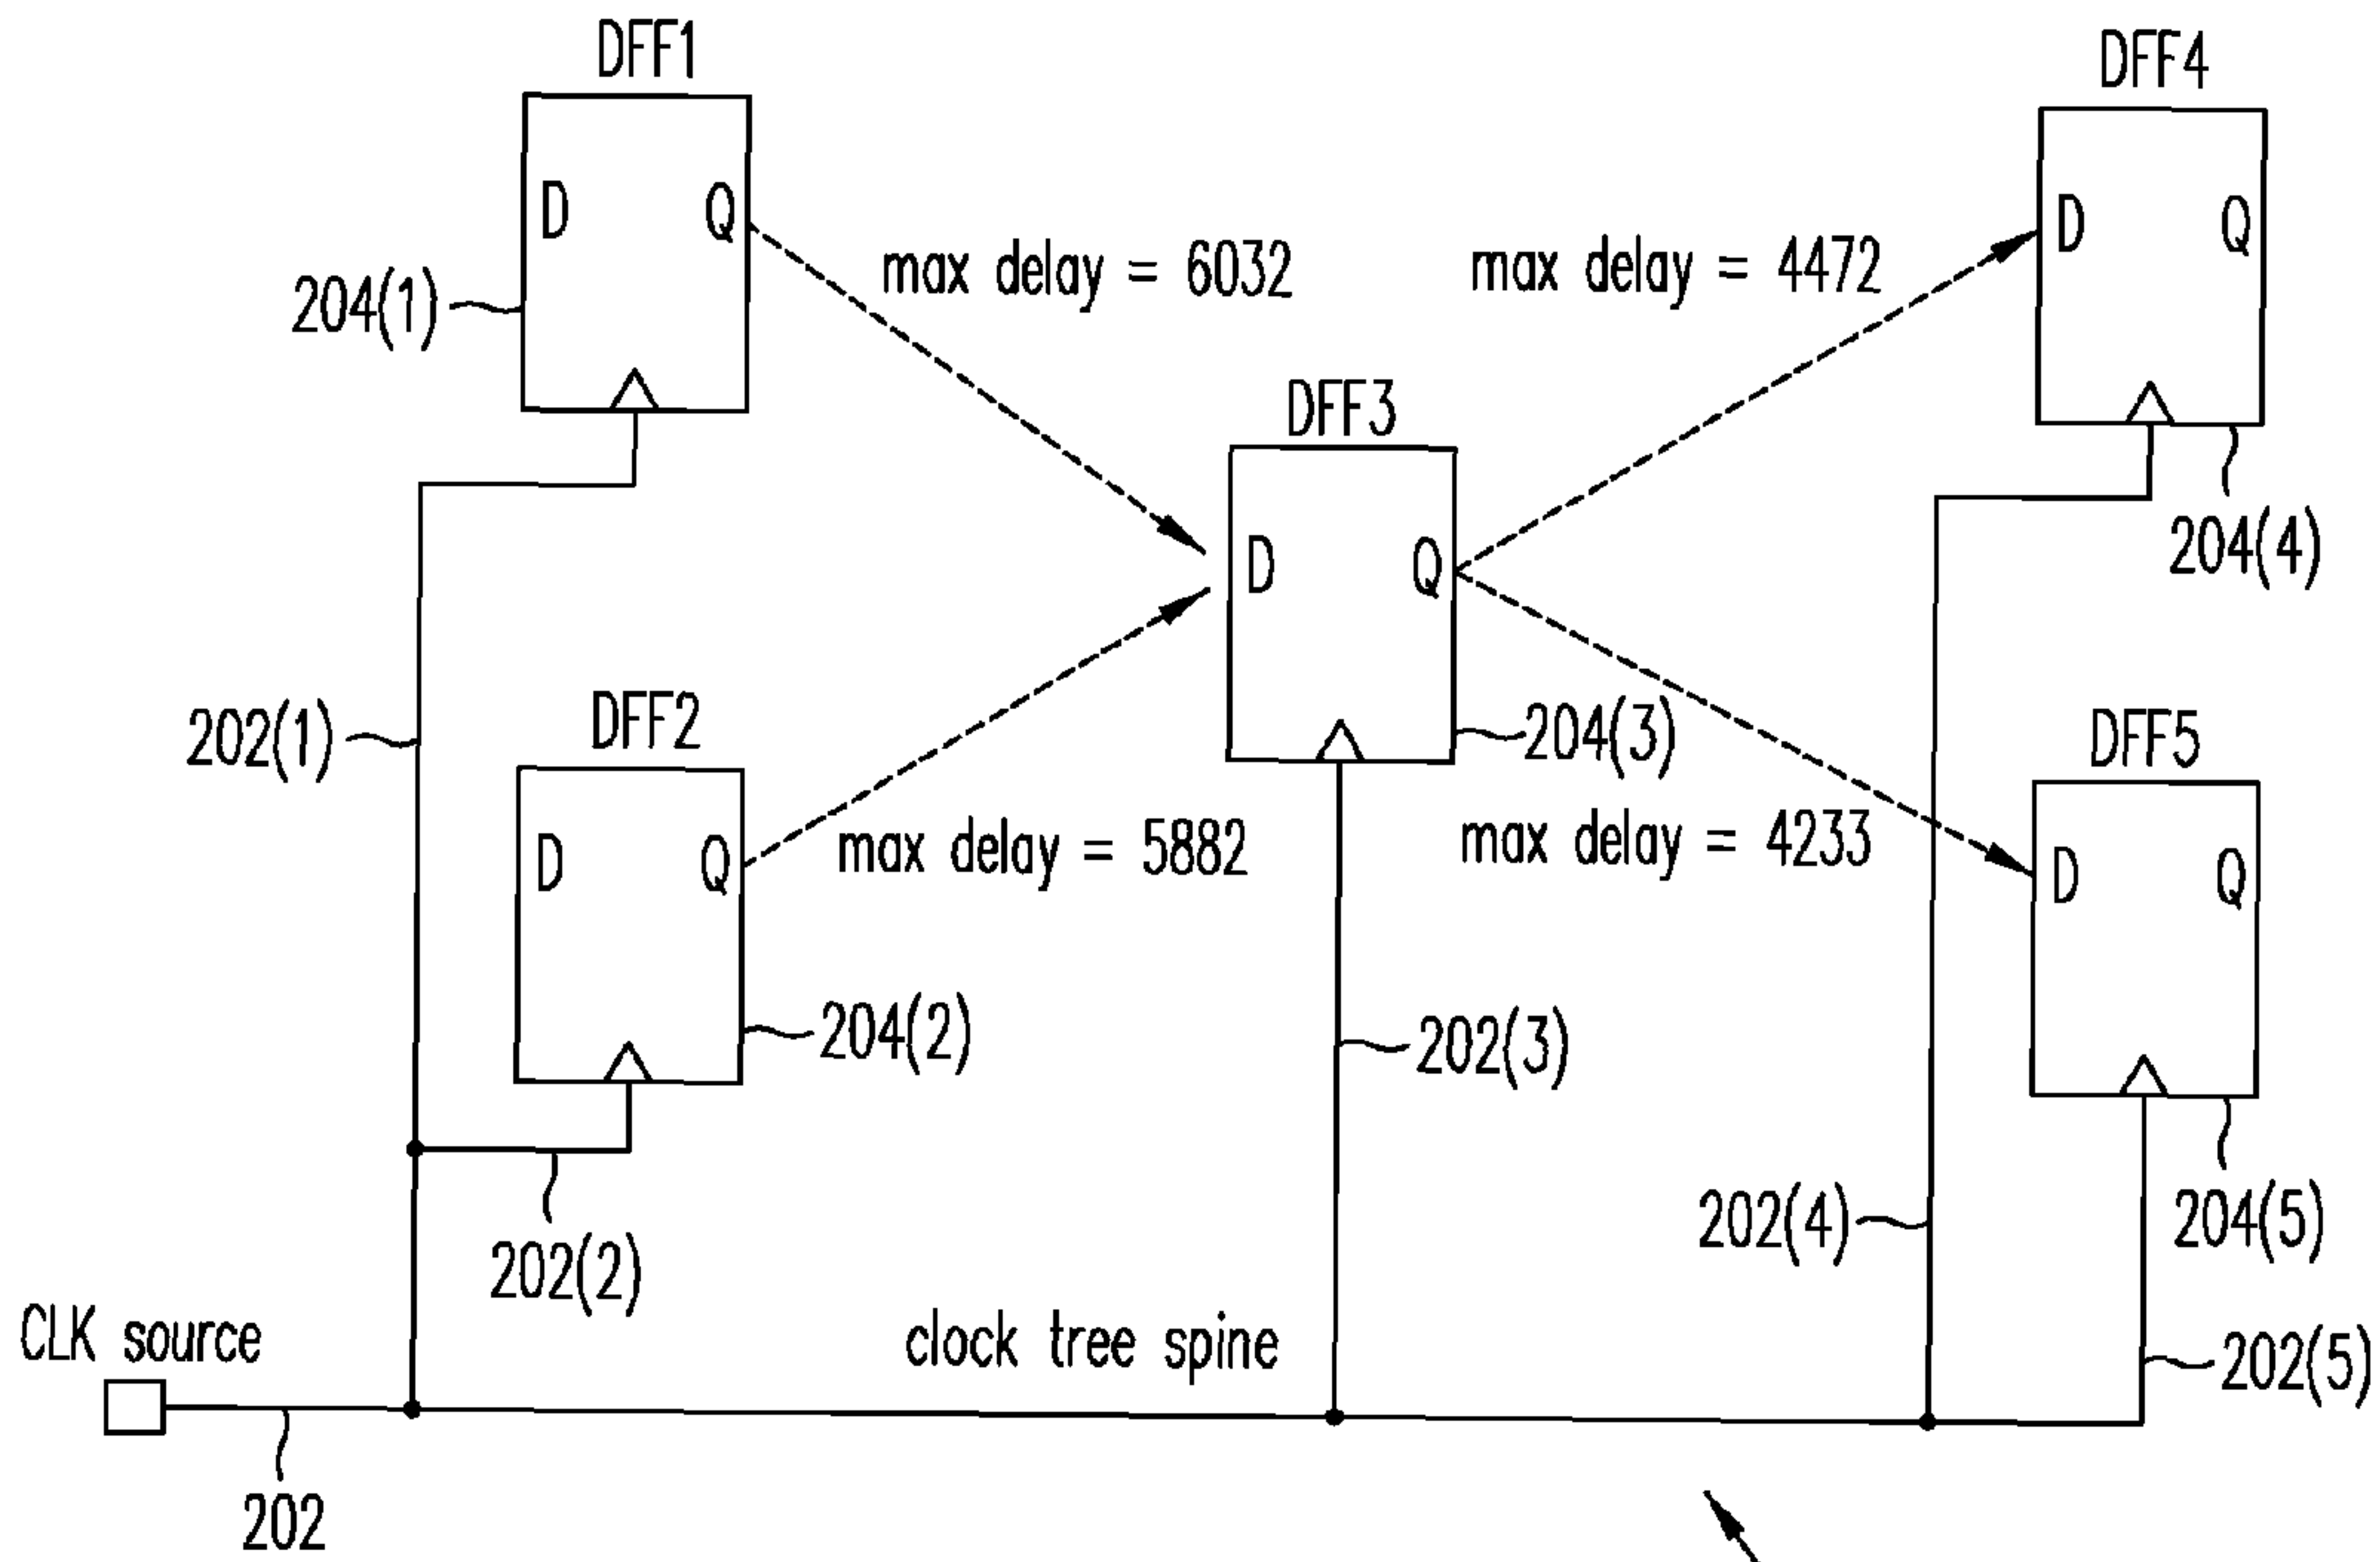 DFF1
DFF4
D
Q
D
Q
max delay = 6032
max delay = 4472
204(1)
DFF3
204(4)
D
Q
202(1)
DFF2
204(3)
DFF5
D
Q
max delay = 5882
max delay = 4233
D
Q
204(2)
202(3)
202(4)
204(5)
202(2)
CLK source
clock tree spine
202(5)
202